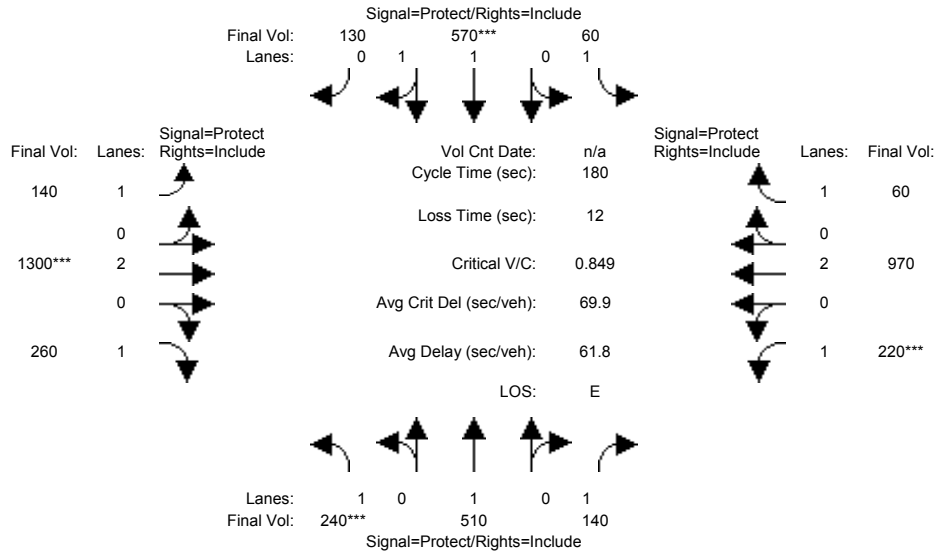 Signal=Protect/Rights=Include
Final Vol: 130 570*** 60
Lanes: 0 1 1 0 1
Signal=Protect
Final Vol: Lanes: Rights=Include
Vol Cnt Date: n/a
Signal=Protect
Rights=Include Lanes: Final Vol:
Cycle Time (sec): 180
140 1
1 60
Loss Time (sec): 12
0
0
1300*** 2
Critical V/C: 0.849
2 970
0
Avg Crit Del (sec/veh): 69.9
0
260 1
Avg Delay (sec/veh): 61.8
1 220***
LOS: E
Lanes: 1 0 1 0 1
Final Vol: 240*** 510 140
Signal=Protect/Rights=Include